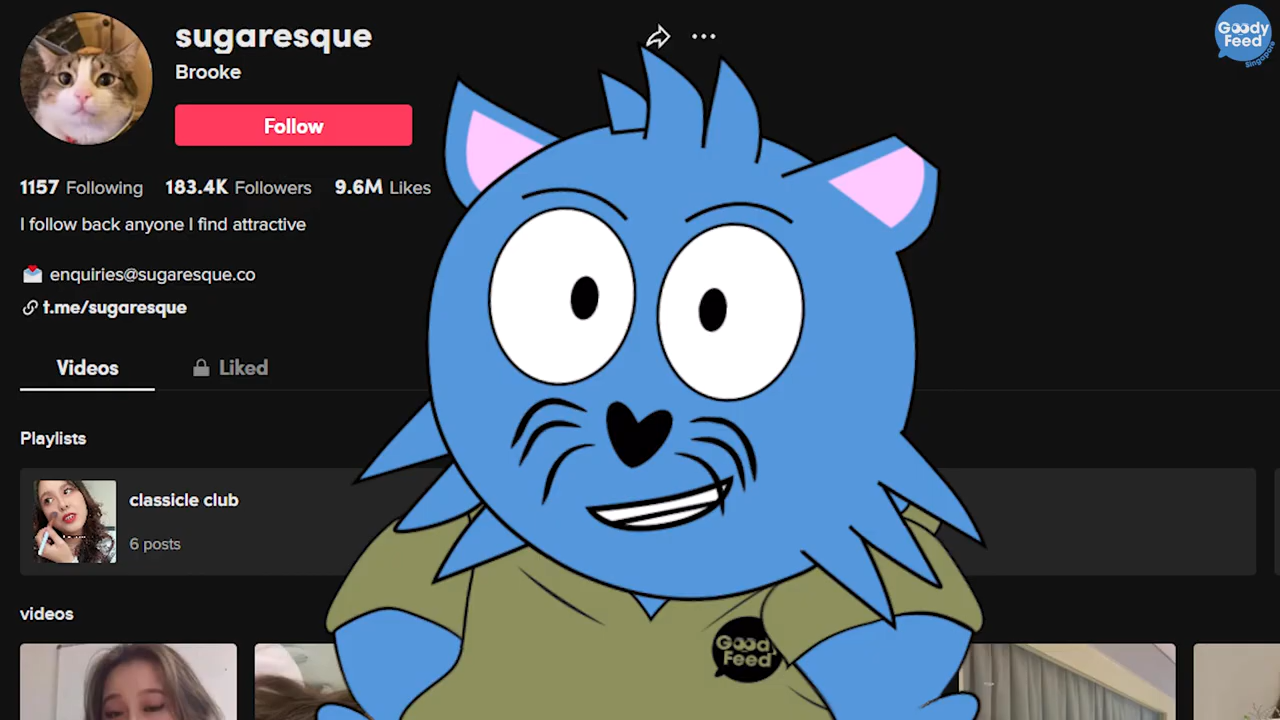 sugaresque
Brooke
Follow
1157 Following 183.4K Followers 9.6M Likes
I follow back anyone I find attractive
enquiries@sugaresque.co
t.me/sugaresque
Videos Liked
Playlists
classicle club
6 posts
videos
Goody
Feed
Singapore
Good
Feed